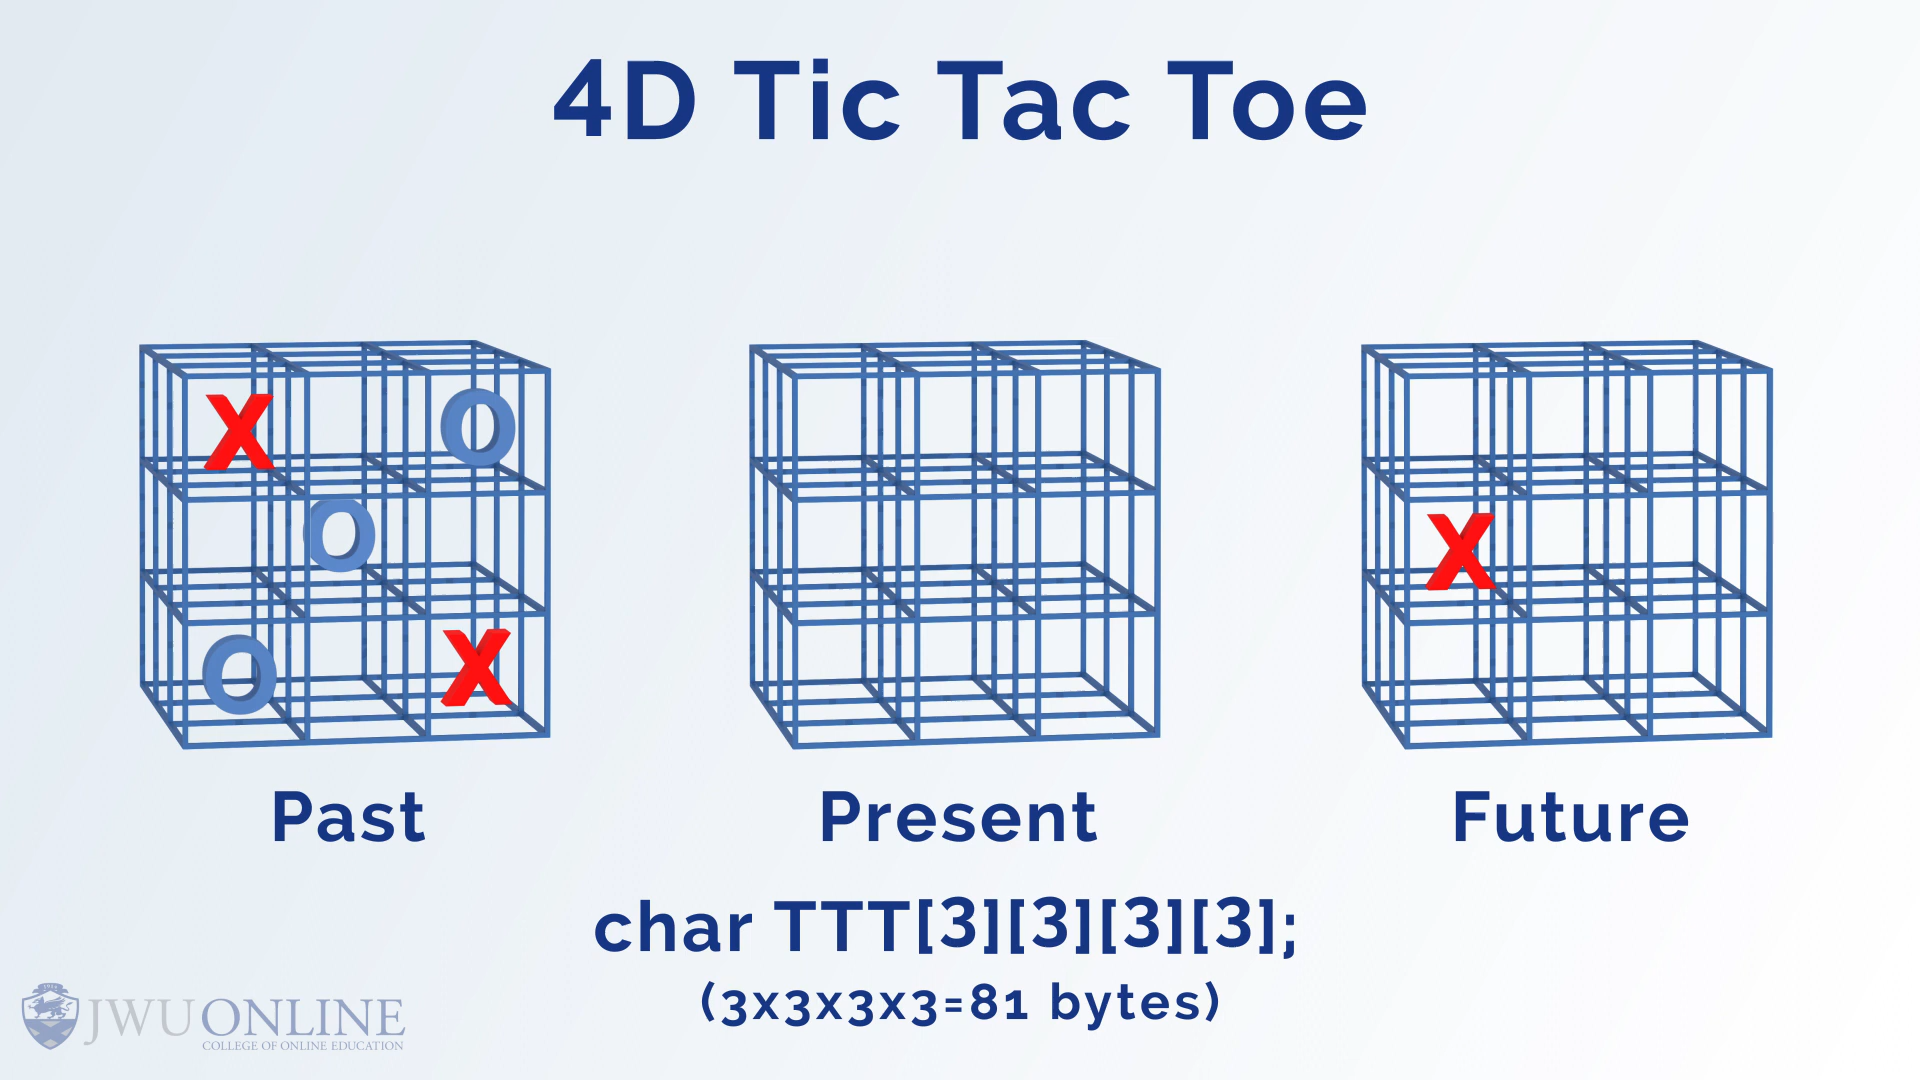 4D Tic Tac Toe
X
O
O
O
X
X
Past
Present
Future
char TTT[3][3][3][3];
(3x3x3x3=81 bytes)
1914
JWU ONLINE
COLLEGE OF ONLINE EDUCATION